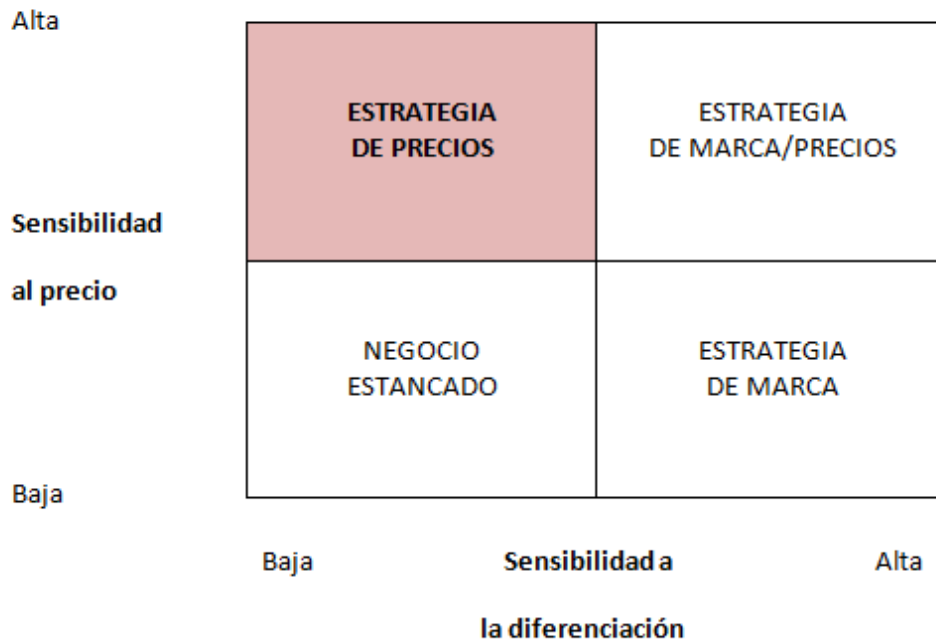 Alta
ESTRATEGIA
DE PRECIOS
ESTRATEGIA
DE MARCA/PRECIOS
Sensibilidad
al precio
NEGOCIO
ESTANCADO
ESTRATEGIA
DE MARCA
Baja
Baja
Sensibilidad a
Alta
la diferenciación